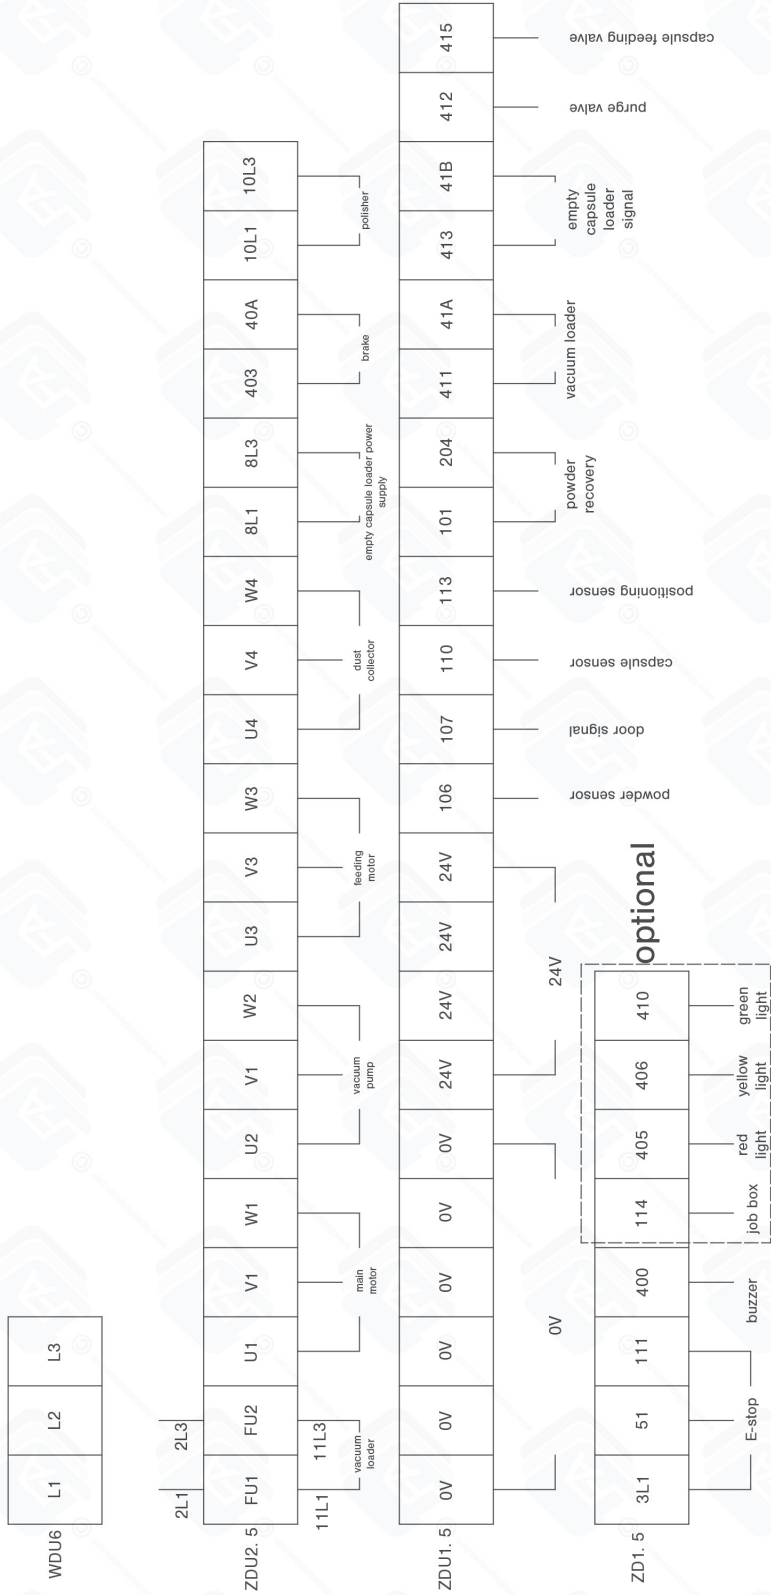 WDU6 L1 L2 L3
2L1 2L3
ZDU2. 5 FU1 FU2 U1 V1 W1 U2 V1 W2 U3 V3 W3 U4 V4 W4 8L1 8L3 403 40A 10L1 10L3
11L1 11L3
vacuum
loader
main
motor
vacuum
pump
feeding
motor
dust
collector
empty capsule loader power
supply
brake
polisher
ZDU1. 5 0V 0V 0V 0V 0V 0V 24V 24V 24V 24V 106 107 110 113 101 204 411 41A 413 41B 412 415
0V
24V
powder sensor
door signal
capsule sensor
positioning sensor
powder
recovery
vacuum loader
empty
capsule
loader
signal
purge valve
capsule feeding valve
ZD1. 5 3L1 51 111 400 114 405 406 410
optional
E-stop
buzzer
job box
red
light
yellow
light
green
light